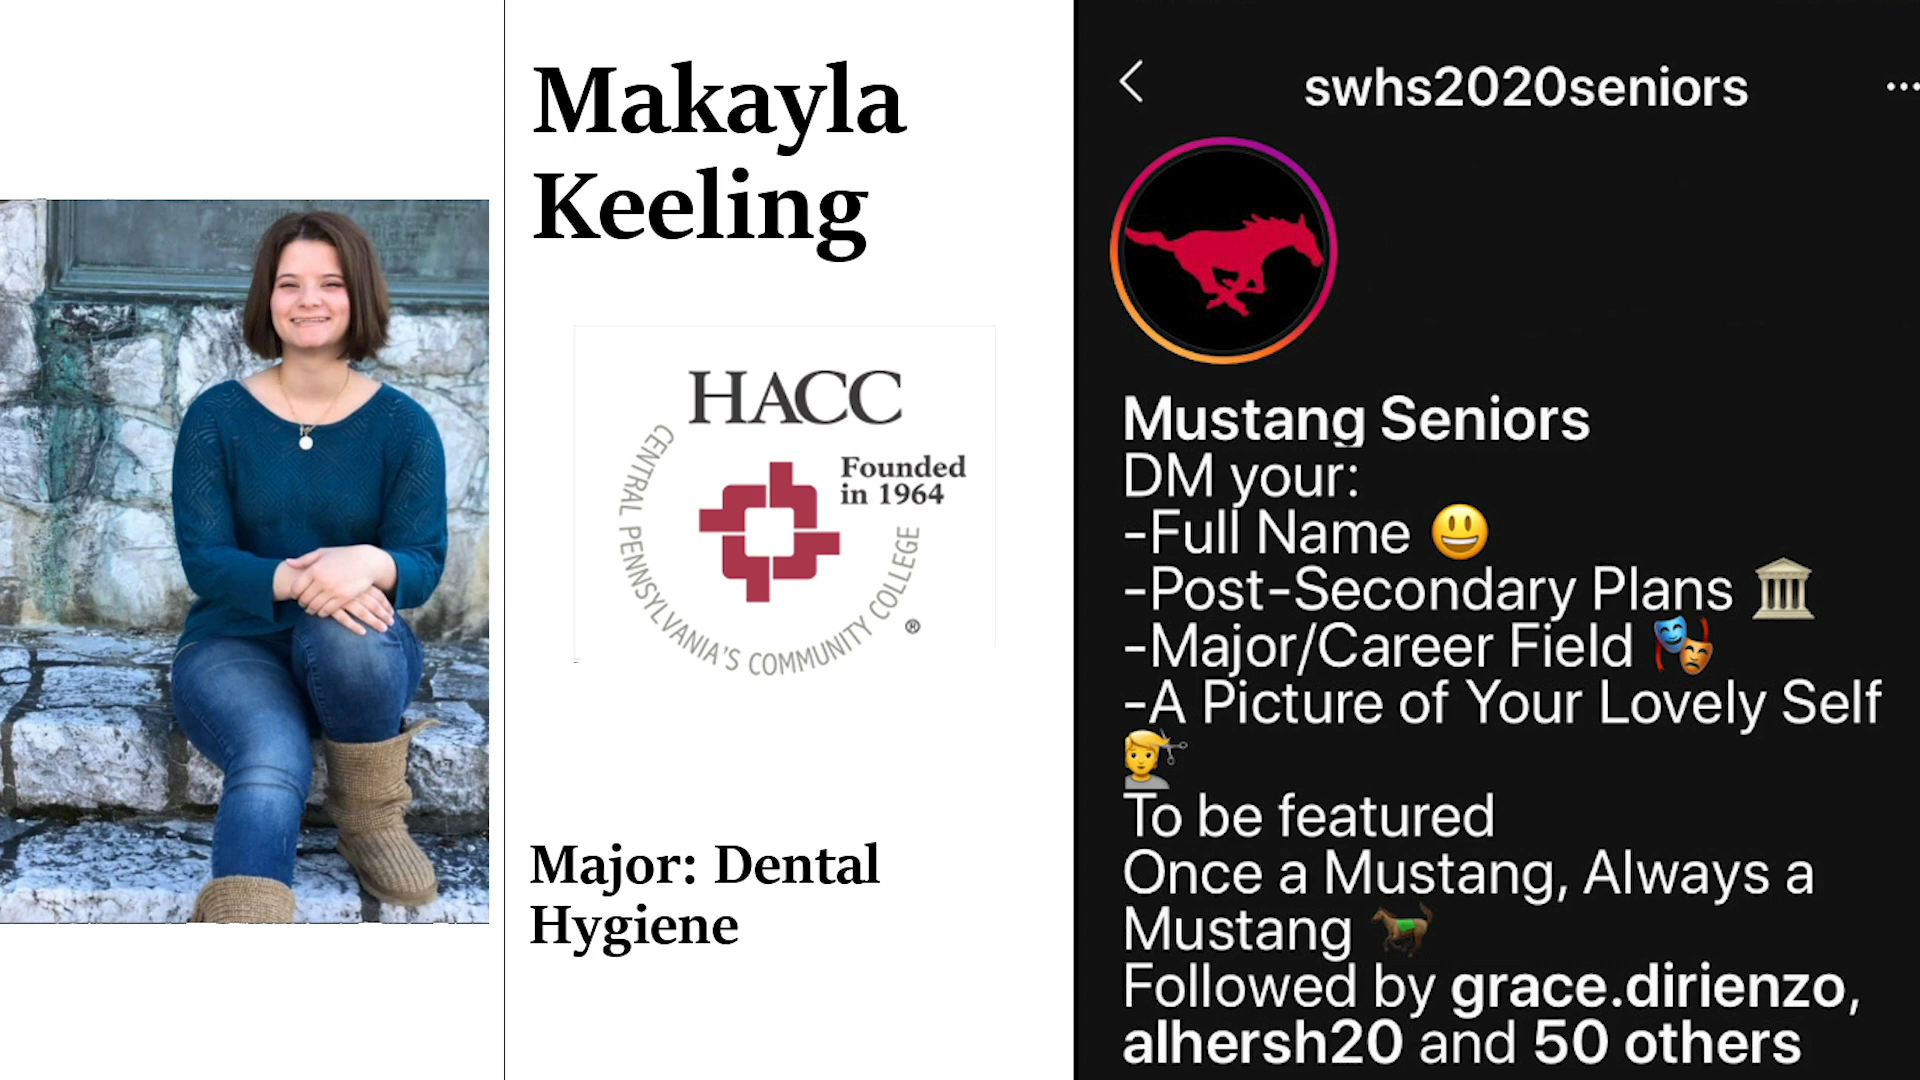 Makayla
Keeling
HACC
Founded
in 1964
CENTRAL PENNSYLVANIA'S COMMUNITY COLLEGE
®
Major: Dental
Hygiene
swhs2020seniors
Mustang Seniors
DM your:
-Full Name 😃
-Post-Secondary Plans 🏛
-Major/Career Field 🎭
-A Picture of Your Lovely Self
💇
To be featured
Once a Mustang, Always a
Mustang 🐎
Followed by grace.dirienzo,
alhersh20 and 50 others